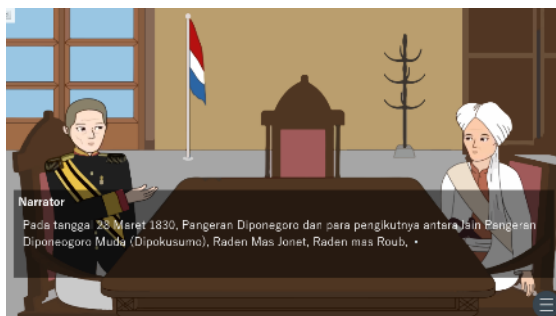 Narrator
Pada tanggal 28 Maret 1830, Pangeran Diponegoro dan para pengikutnya antara lain Pangeran
Diponeogoro Muda (Dipokusumo), Raden Mas Jonet, Raden mas Roub, •